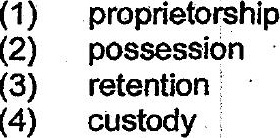 (1) proprietorship
(2) possession
(3) retention
(4) custody